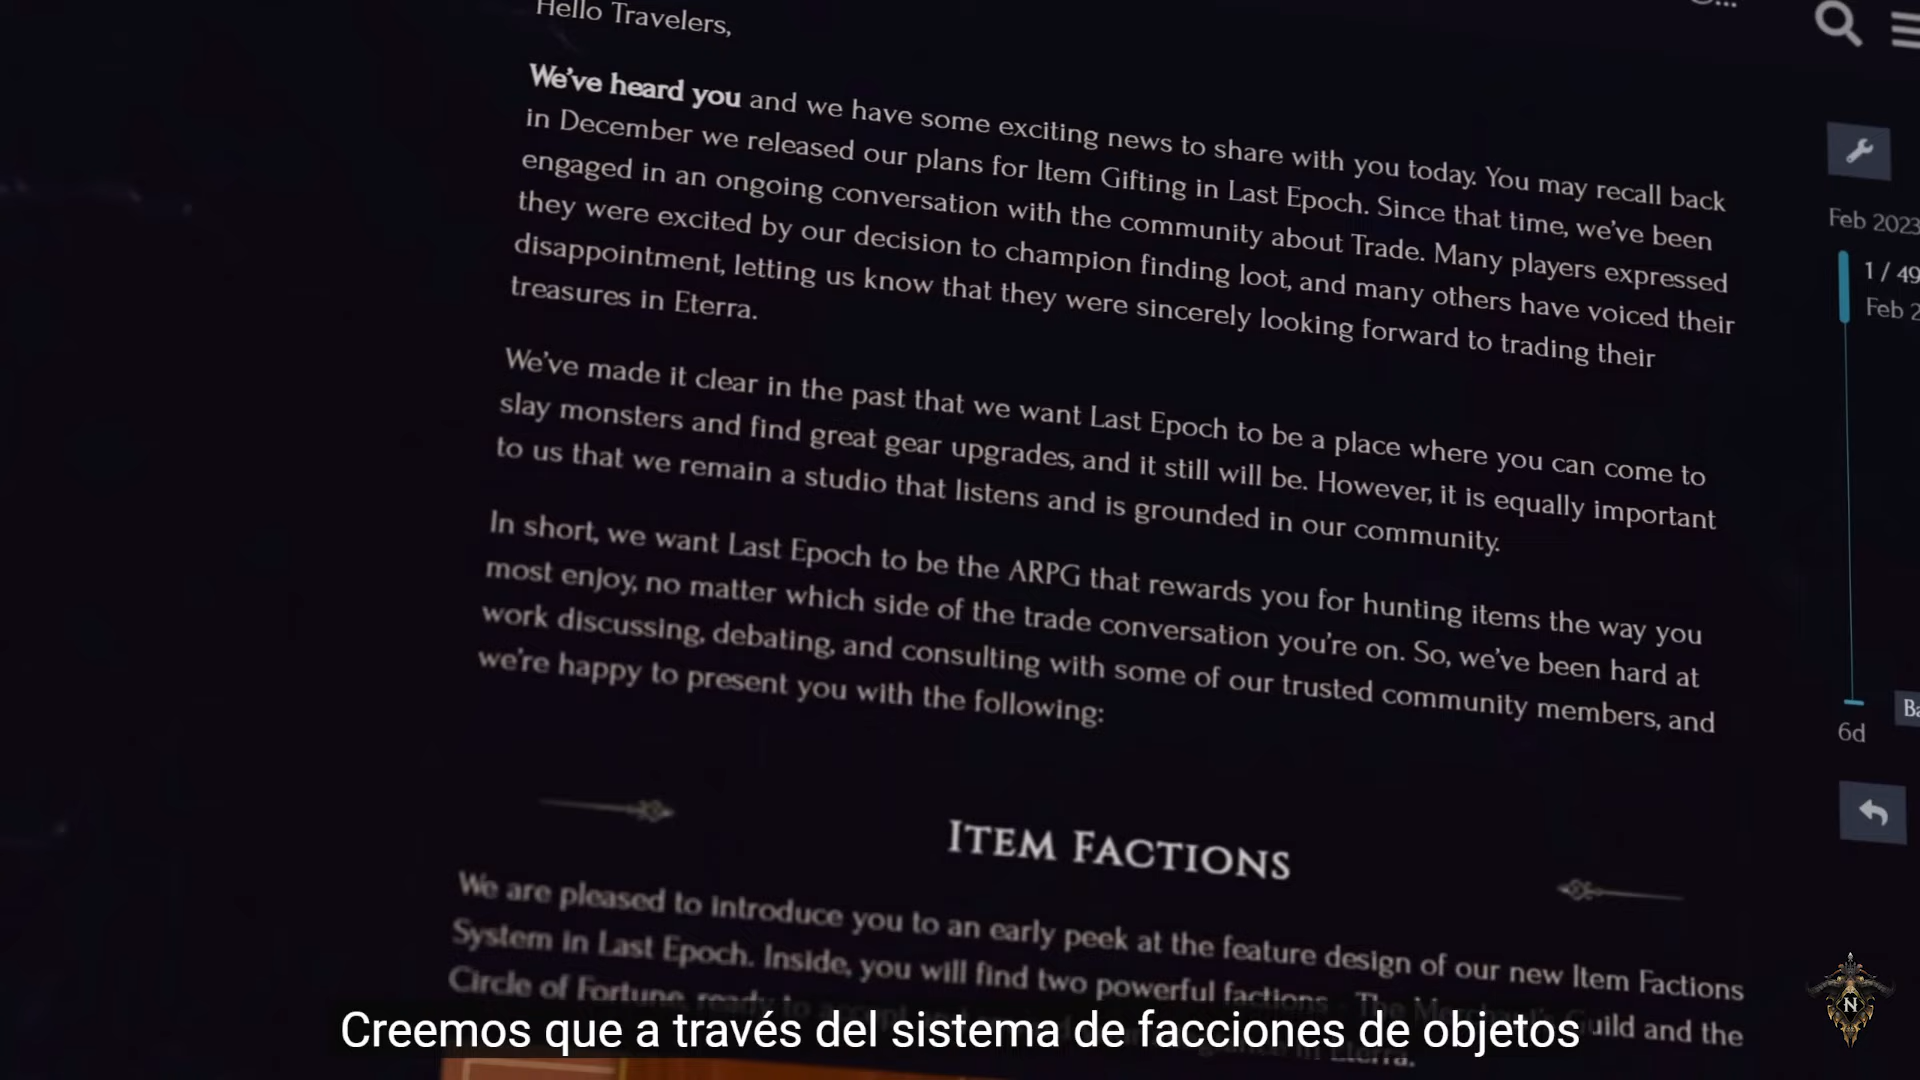 Hello Travelers,
We've heard you and we have some exciting news to share with you today. You may recall back
in December we released our plans for Item Gifting in Last Epoch. Since that time, we've been
engaged in an ongoing conversation with the community about Trade. Many players expressed
they were excited by our decision to champion finding loot, and many others have voiced their
disappointment, letting us know that they were sincerely looking forward to trading their
treasures in Eterra.
We've made it clear in the past that we want Last Epoch to be a place where you can come to
slay monsters and find great gear upgrades, and it still will be. However, it is equally important
to us that we remain a studio that listens and is grounded in our community.
In short, we want Last Epoch to be the ARPG that rewards you for hunting items the way you
most enjoy, no matter which side of the trade conversation you're on. So, we've been hard at
work discussing, debating, and consulting with some of our trusted community members, and
we're happy to present you with the following:
ITEM FACTIONS
We are pleased to introduce you to an early peek at the feature design of our new Item Factions
System in Last Epoch. Inside, you will find two powerful factions - The Merchant's Guild and the
Circle of Fortune, ready to
in Eterra.
Creemos que a través del sistema de facciones de objetos
Feb 2023
1 / 49
Feb 2
Ba
6d
N